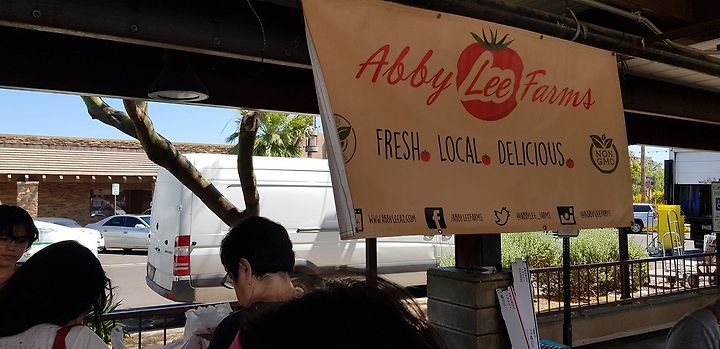 Abby Lee Farms
FRESH. LOCAL. DELICIOUS.
NON
GMO
WWW.ABBYLEEAZ.COM /ABBYLEEFARMS @ABBYLEE_FARMS @ABBYLEEFARMS